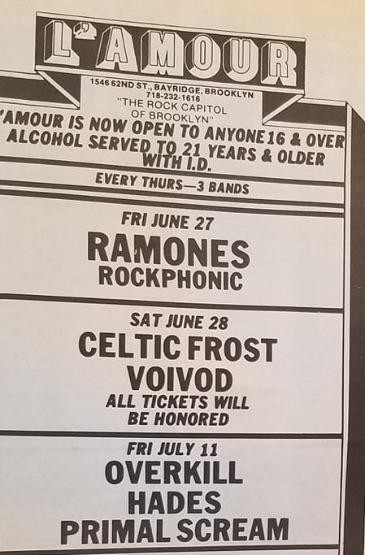 L'AMOUR
1546 62ND ST., BAYRIDGE, BROOKLYN
718-232-1616
"THE ROCK CAPITOL
OF BROOKLYN"
'AMOUR IS NOW OPEN TO ANYONE 16 & OVER
ALCOHOL SERVED TO 21 YEARS & OLDER
WITH I.D.
EVERY THURS—3 BANDS
FRI JUNE 27
RAMONES
ROCKPHONIC
SAT JUNE 28
CELTIC FROST
VOIVOD
ALL TICKETS WILL
BE HONORED
FRI JULY 11
OVERKILL
HADES
PRIMAL SCREAM